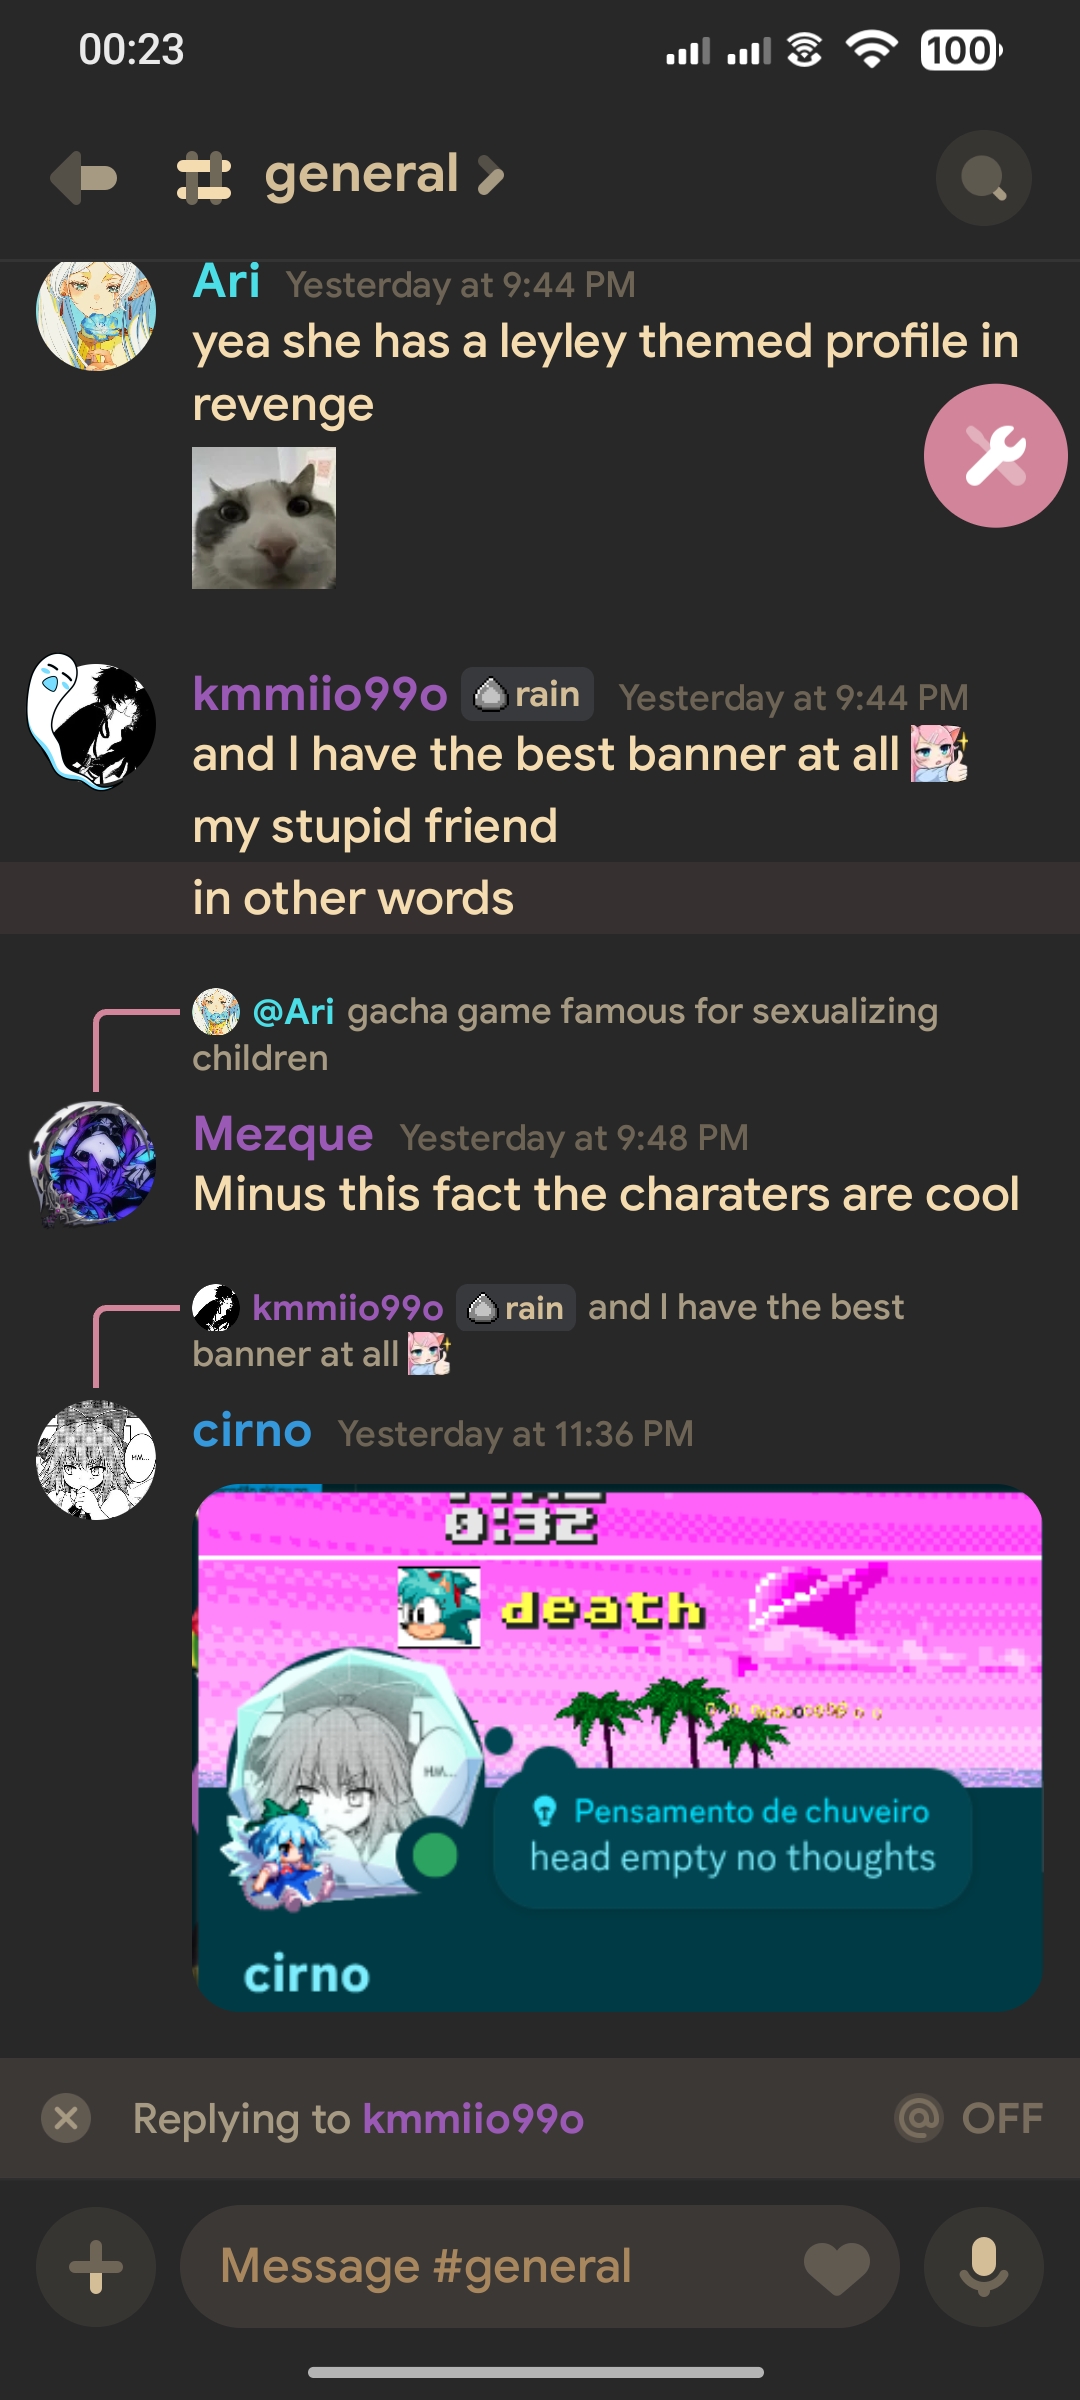 00:23
100
general
Ari Yesterday at 9:44 PM
yea she has a leyley themed profile in
revenge
kmmiio99o rain Yesterday at 9:44 PM
and I have the best banner at all
my stupid friend
in other words
@Ari gacha game famous for sexualizing
children
Mezque Yesterday at 9:48 PM
Minus this fact the charaters are cool
kmmiio99o rain and I have the best
banner at all
cirno Yesterday at 11:36 PM
HM...
0:32
death
HM...
Pensamento de chuveiro
head empty no thoughts
cirno
Replying to kmmiio99o @ OFF
Message #general